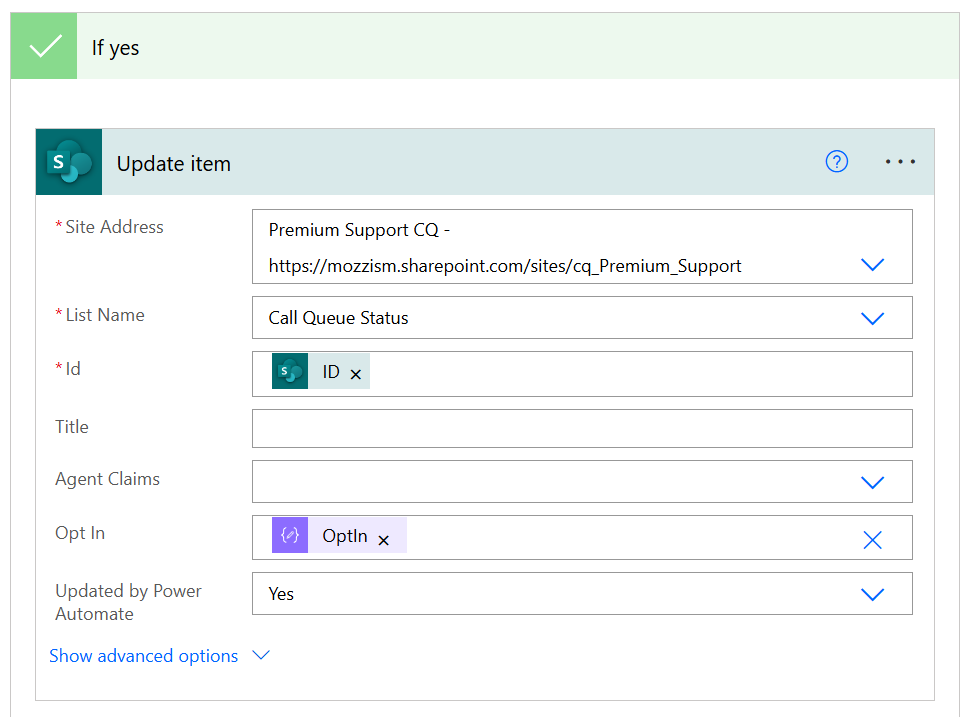 If yes
S
Update item
?
...
* Site Address
Premium Support CQ -
https://mozzism.sharepoint.com/sites/cq_Premium_Support
* List Name
Call Queue Status
* Id
S
ID ×
Title
Agent Claims
Opt In
OptIn ×
Updated by Power
Automate
Yes
Show advanced options